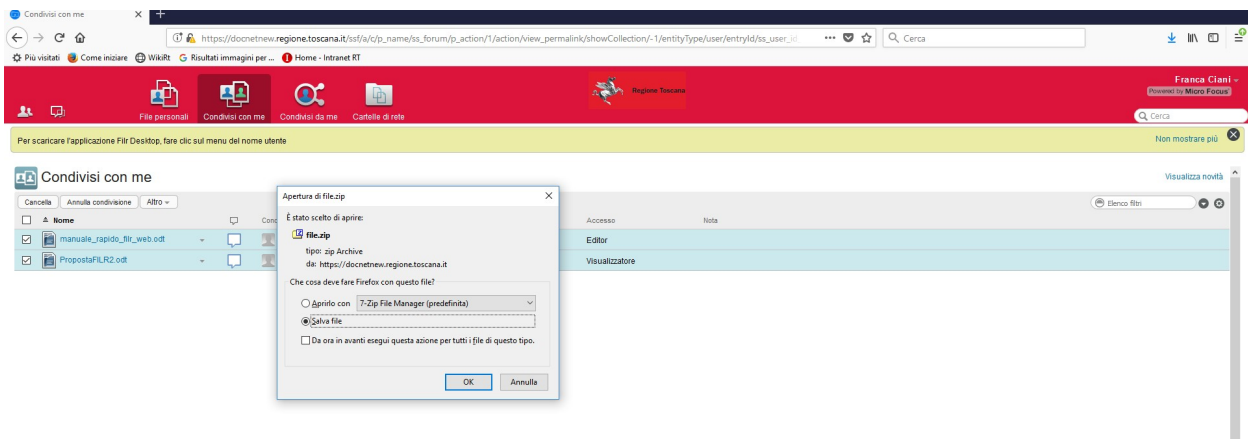 Condivisi con me
https://docnetnew.regione.toscana.it/ssf/a/c/p_name/ss_forum/p_action/1/action/view_permalink/showCollection/-1/entityType/user/entryId/ss_user_id
Cerca
Più visitati Come iniziare WikiRt Risultati immagini per ... Home - Intranet RT
Regione Toscana
Franca Ciani
Powered by Micro Focus
File personali Condivisi con me Condivisi da me Cartelle di rete
Cerca
Per scaricare l'applicazione Filr Desktop, fare clic sul menu del nome utente
Non mostrare più
Condivisi con me
Visualizza novità
Cancella Annulla condivisione Altro
Elenco filtri
Nome
Accesso Nota
manuale_rapido_filr_web.odt
Editor
PropostaFILR2.odt
Visualizzatore
Apertura di file.zip
È stato scelto di aprire:
file.zip
tipo: zip Archive
da: https://docnetnew.regione.toscana.it
Che cosa deve fare Firefox con questo file?
Aprirlo con 7-Zip File Manager (predefinita)
Salva file
Da ora in avanti esegui questa azione per tutti i file di questo tipo.
OK Annulla